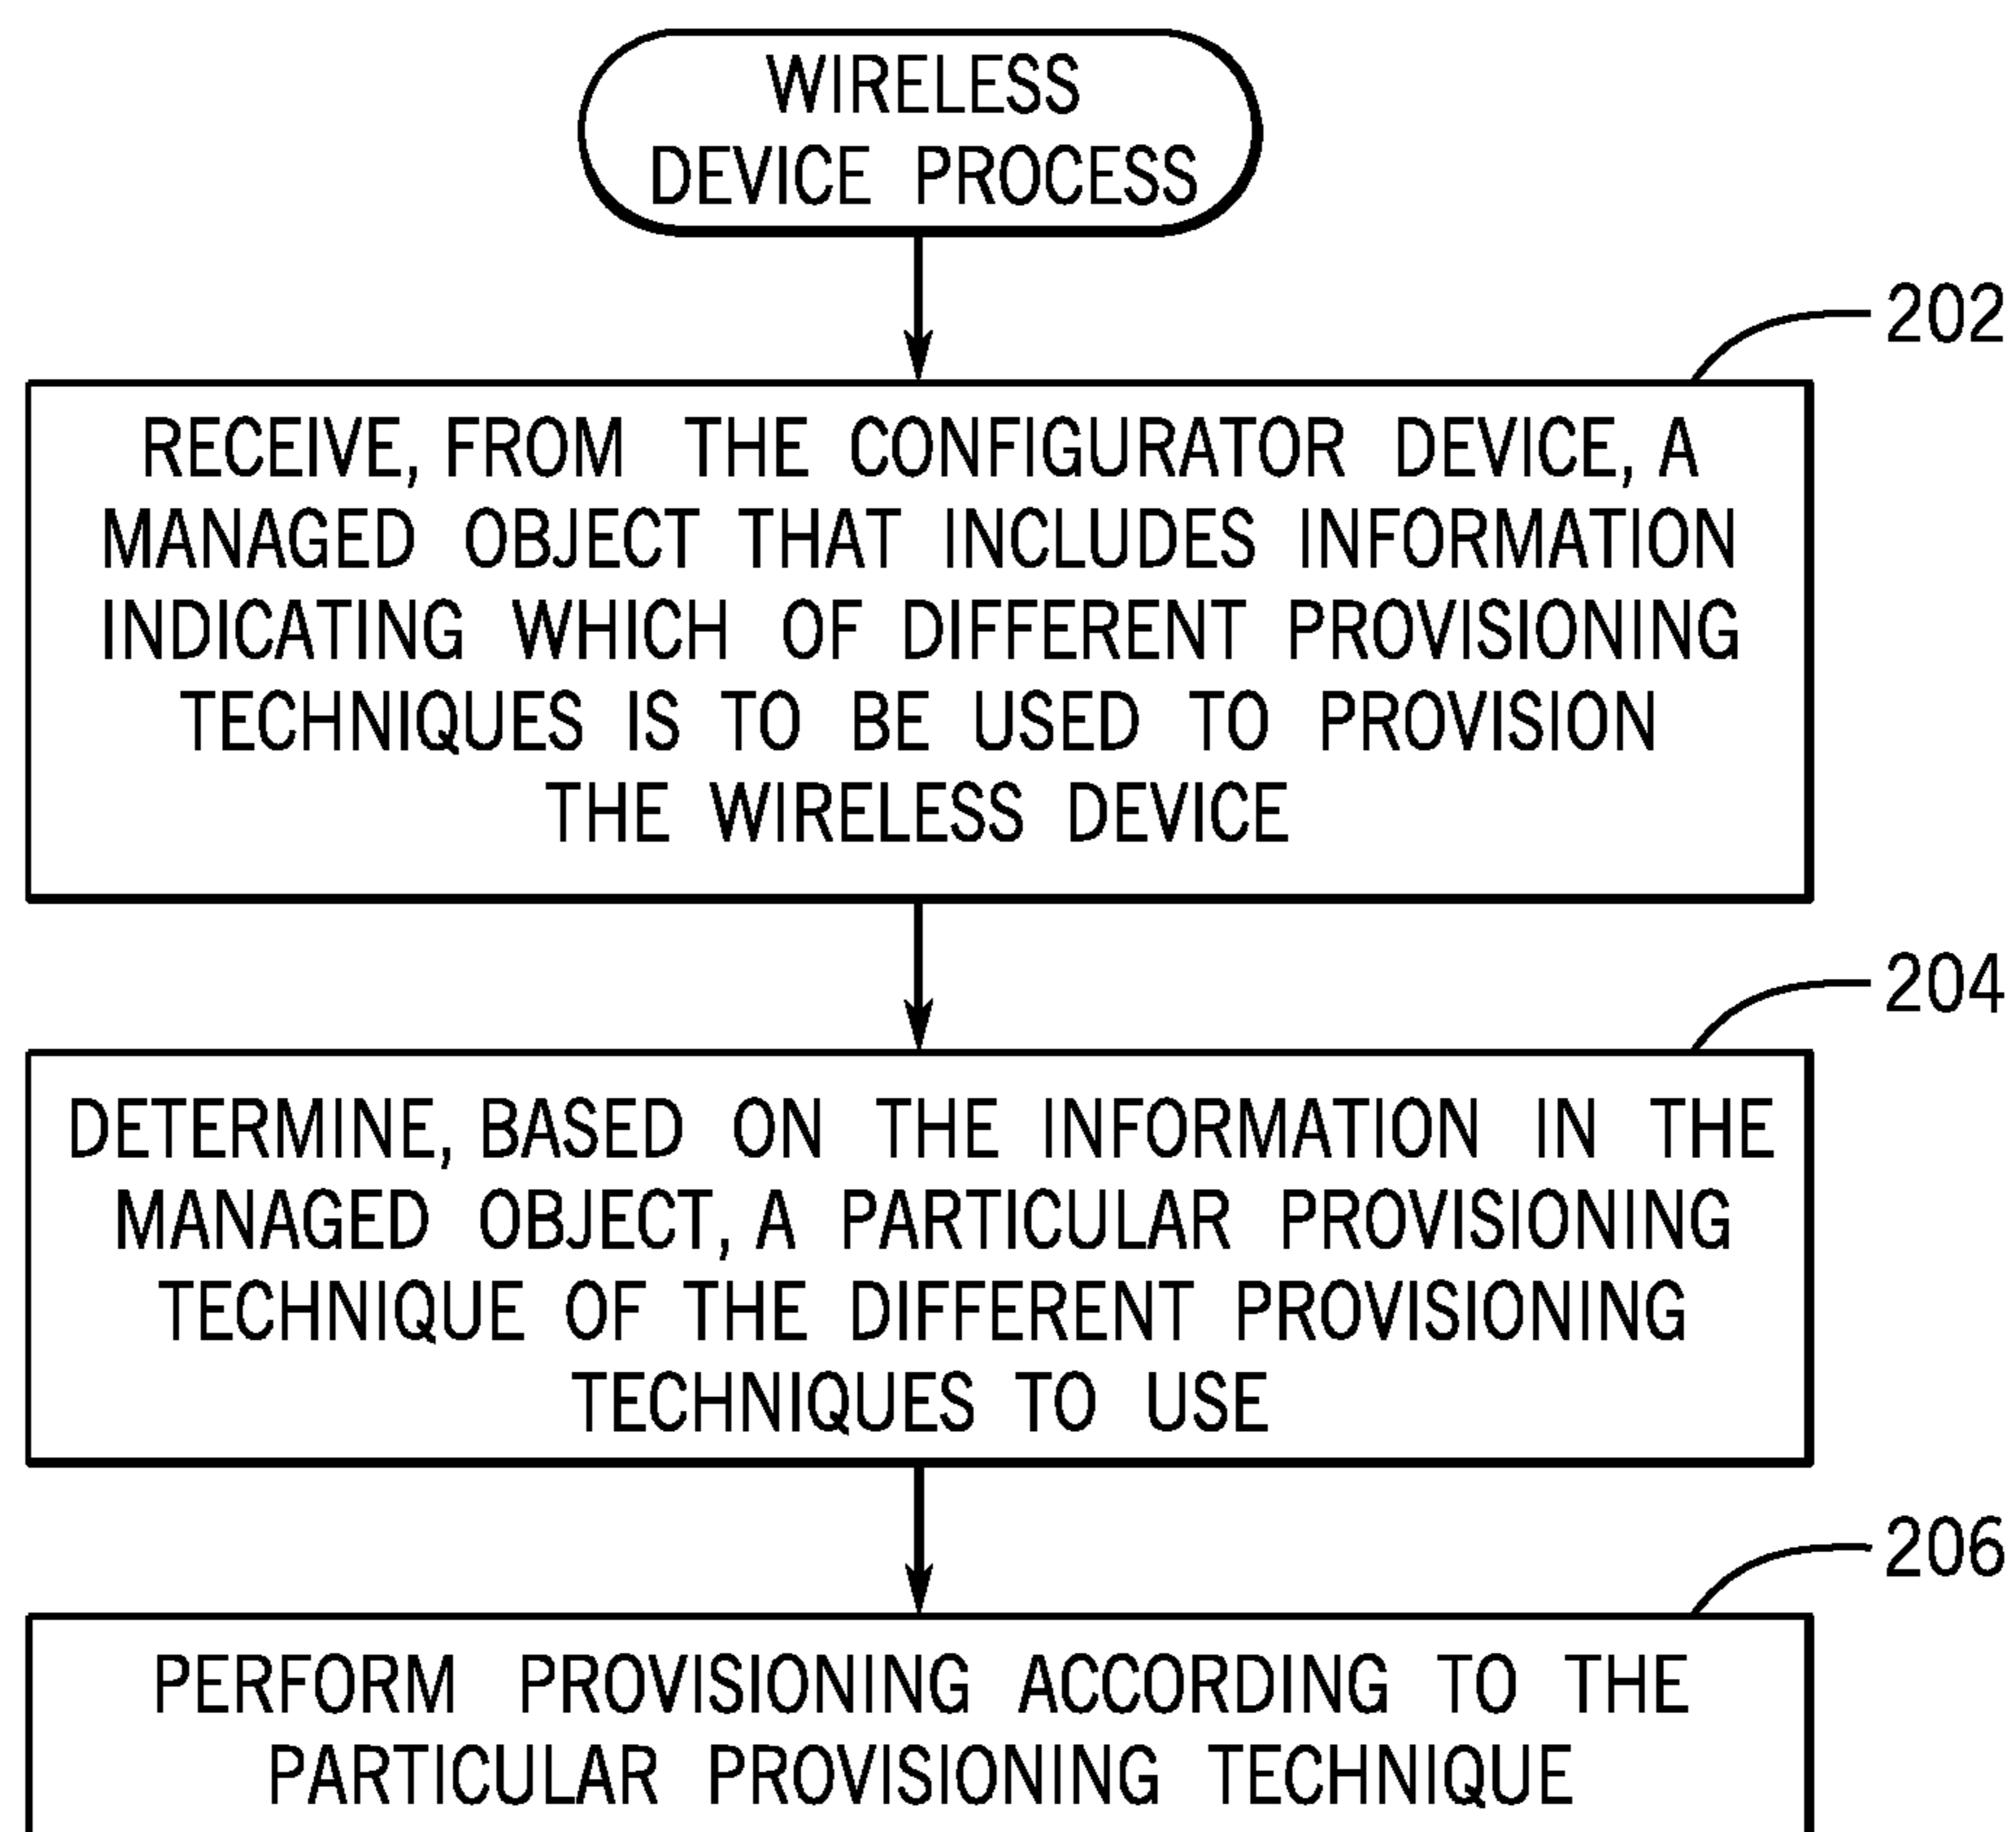 WIRELESS
DEVICE PROCESS
202
RECEIVE, FROM THE CONFIGURATOR DEVICE, A
MANAGED OBJECT THAT INCLUDES INFORMATION
INDICATING WHICH OF DIFFERENT PROVISIONING
TECHNIQUES IS TO BE USED TO PROVISION
THE WIRELESS DEVICE
204
DETERMINE, BASED ON THE INFORMATION IN THE
MANAGED OBJECT, A PARTICULAR PROVISIONING
TECHNIQUE OF THE DIFFERENT PROVISIONING
TECHNIQUES TO USE
206
PERFORM PROVISIONING ACCORDING TO THE
PARTICULAR PROVISIONING TECHNIQUE